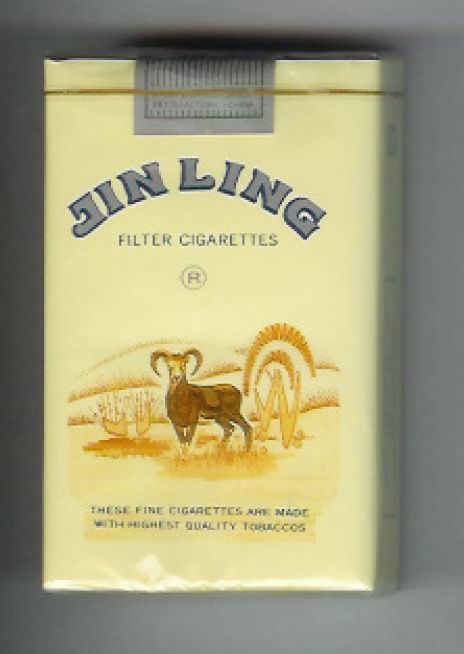 JIN LING
FILTER CIGARETTES
R
THESE FINE CIGARETTES ARE MADE
WITH HIGHEST QUALITY TOBACCOS